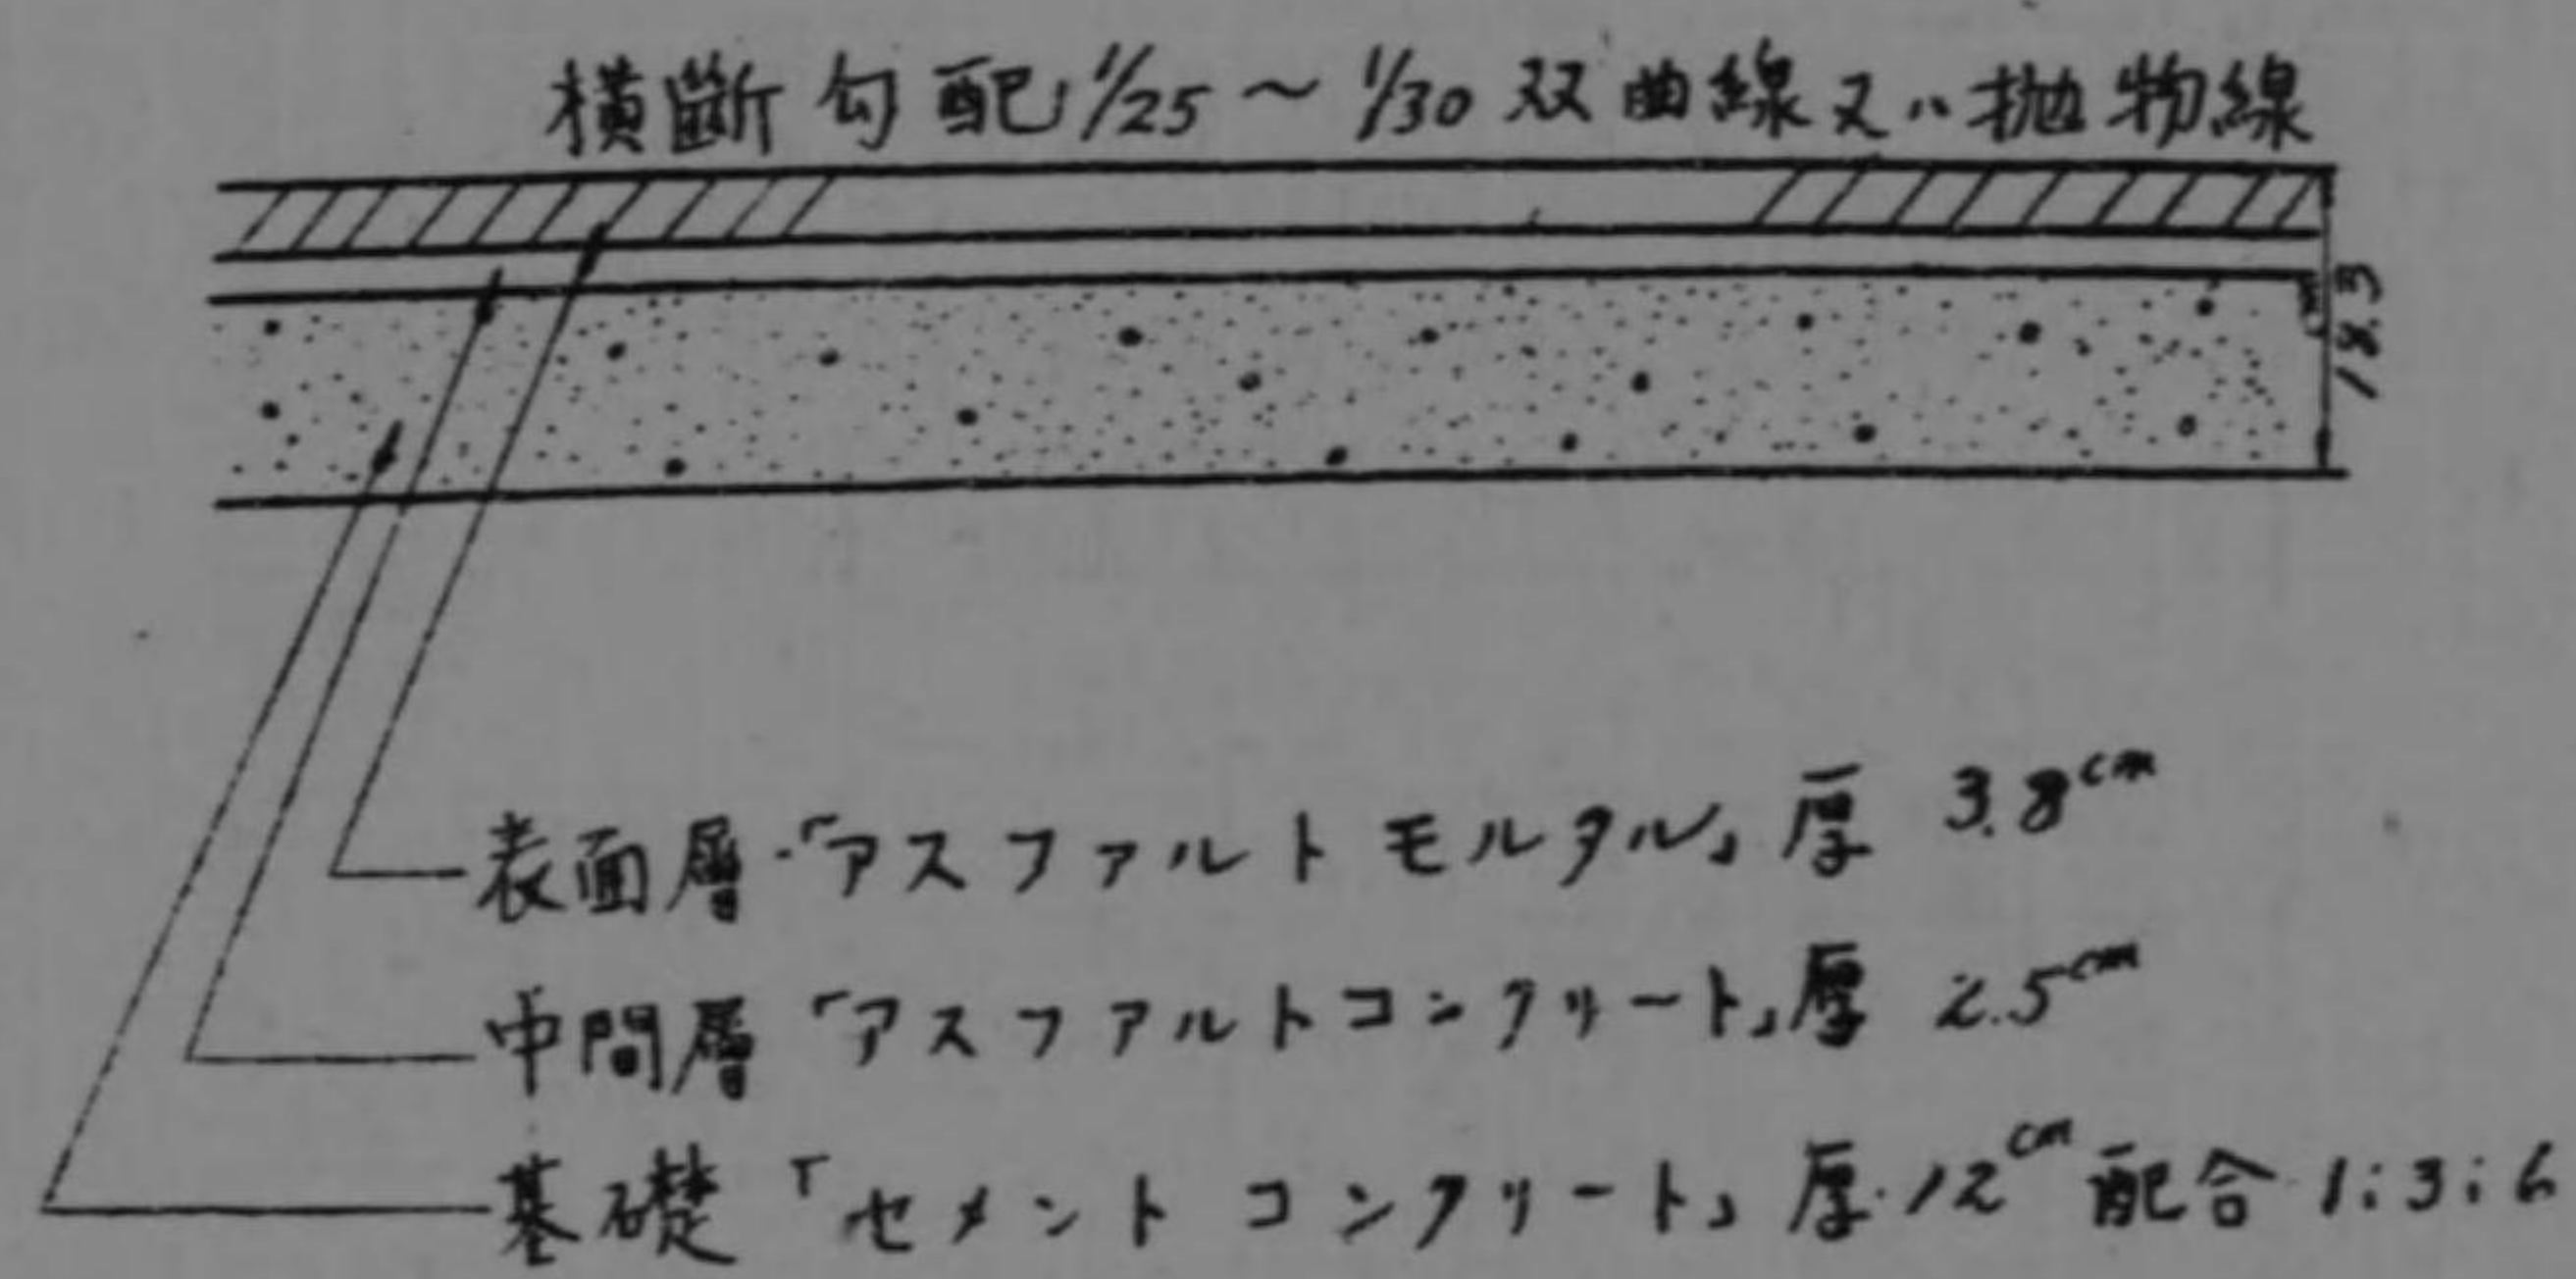 横斷勾配 1/25 ~ 1/30 双曲線又ハ抛物線
18.3cm
表面層「アスファルトモルタル」厚 3.8cm
中間層「アスファルトコンクリート」厚 2.5cm
基礎「セメントコンクリート」厚 12cm 配合 1:3:6